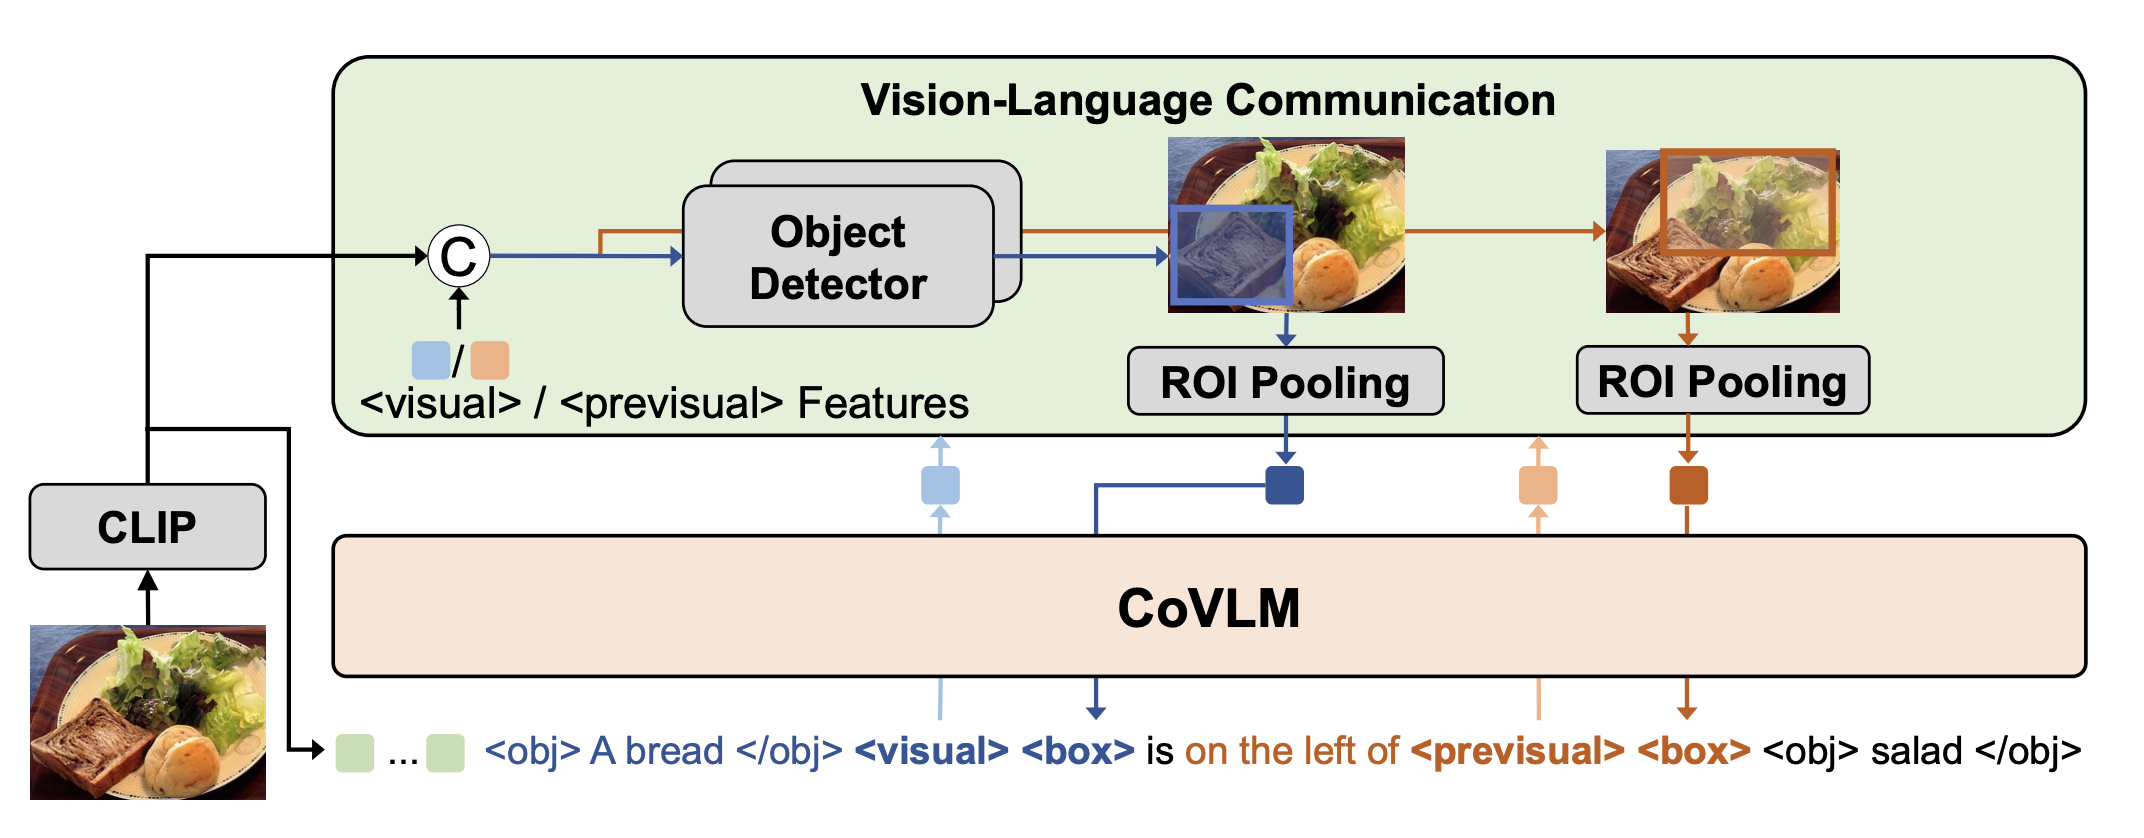 Vision-Language Communication
C
Object
Detector
/
<visual> / <previsual> Features
ROI Pooling
ROI Pooling
CLIP
CoVLM
... <obj> A bread </obj> <visual> <box> is on the left of <previsual> <box> <obj> salad </obj>